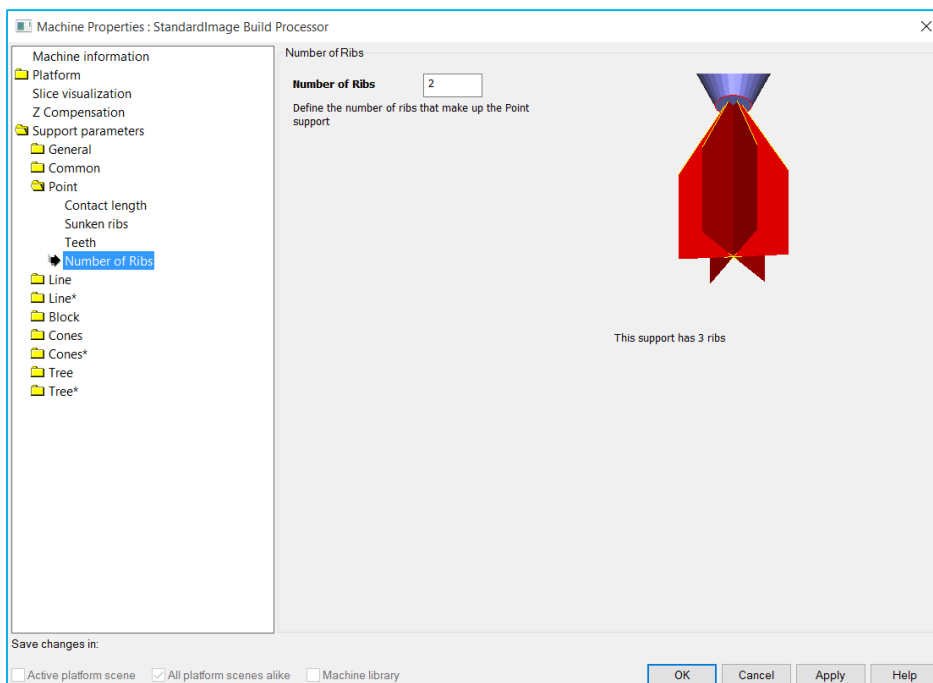 Machine Properties : StandardImage Build Processor
Machine information
Platform
Slice visualization
Z Compensation
Support parameters
General
Common
Point
Contact length
Sunken ribs
Teeth
Number of Ribs
Line
Line*
Block
Cones
Cones*
Tree
Tree*
Number of Ribs
Number of Ribs 2
Define the number of ribs that make up the Point
support
This support has 3 ribs
Save changes in:
Active platform scene All platform scenes alike Machine library
OK Cancel Apply Help